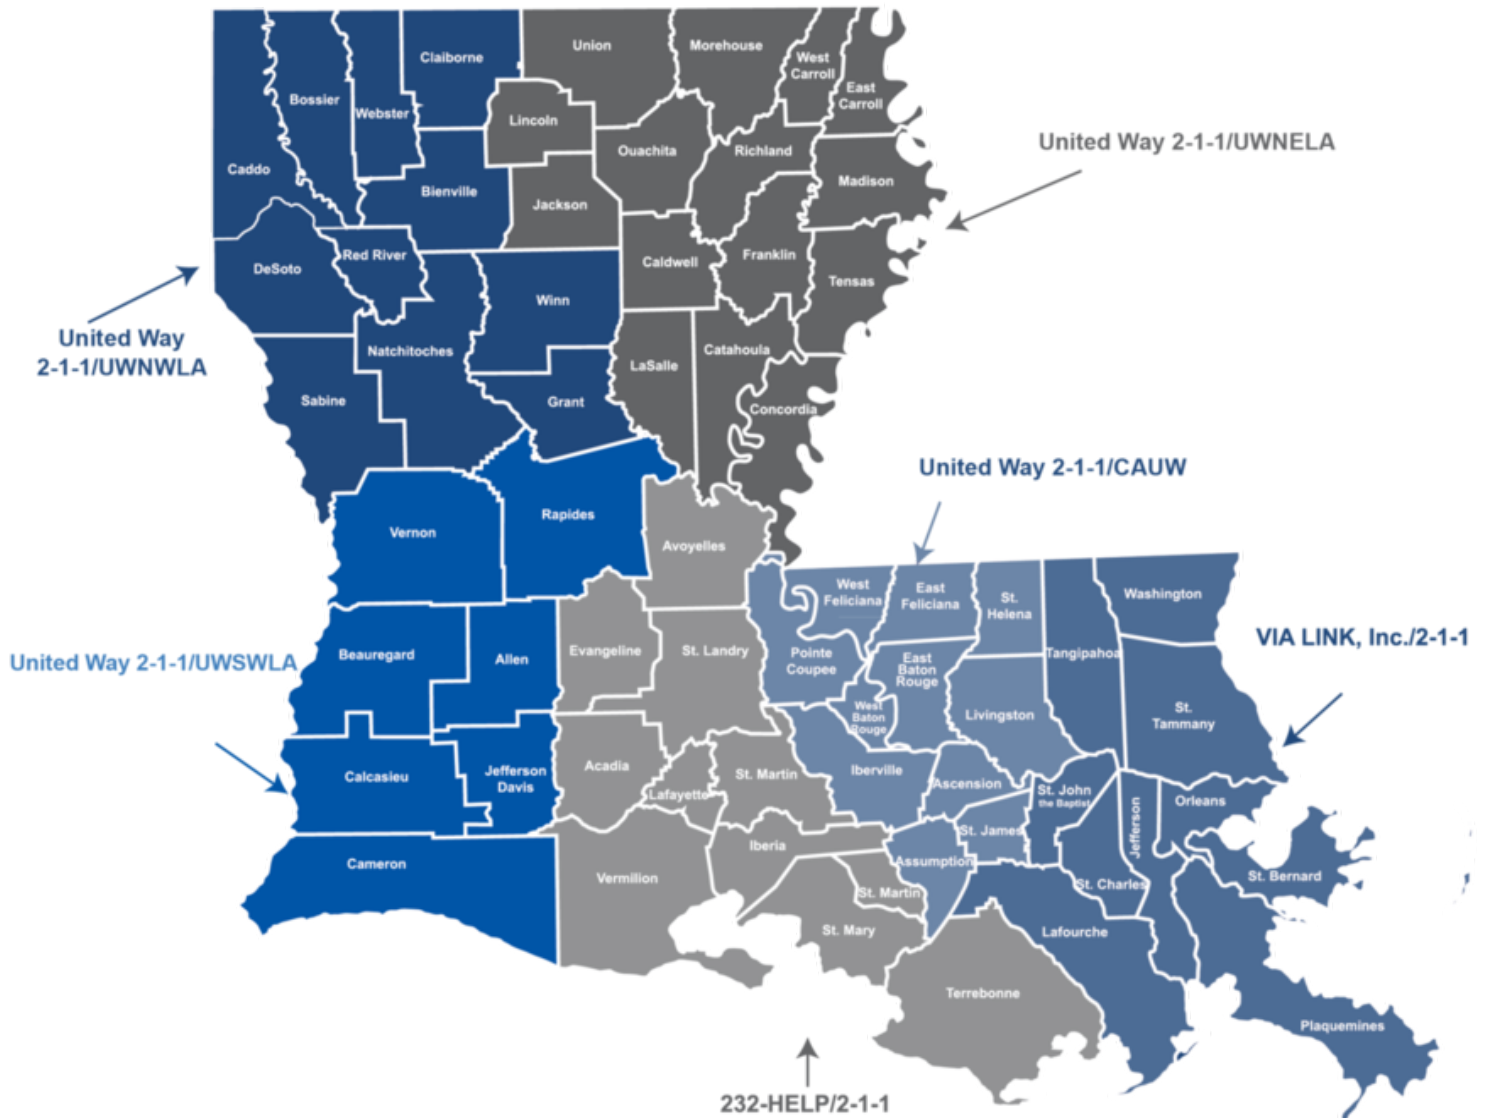 Union
Morehouse
West
Carroll
East
Carroll
Claiborne
Bossier
Webster
Lincoln
Ouachita
Richland
United Way 2-1-1/UWNELA
Caddo
Bienville
Jackson
Madison
DeSoto
Red River
Caldwell
Franklin
Tensas
Winn
United Way
2-1-1/UWNWLA
Natchitoches
LaSalle
Catahoula
Sabine
Grant
Concordia
United Way 2-1-1/CAUW
Vernon
Rapides
Avoyelles
West
Feliciana
East
Feliciana
St.
Helena
Washington
United Way 2-1-1/UWSWLA
Beauregard
Allen
Evangeline
St. Landry
Pointe
Coupee
East
Baton
Rouge
Tangipahoa
VIA LINK, Inc./2-1-1
West
Baton
Rouge
Livingston
St.
Tammany
Calcasieu
Jefferson
Davis
Acadia
Lafayette
St. Martin
Iberville
Ascension
St. John
the Baptist
Jefferson
Orleans
Cameron
Vermilion
Iberia
St. James
Assumption
St. Martin
St. Charles
St. Bernard
St. Mary
Lafourche
Terrebonne
Plaquemines
232-HELP/2-1-1